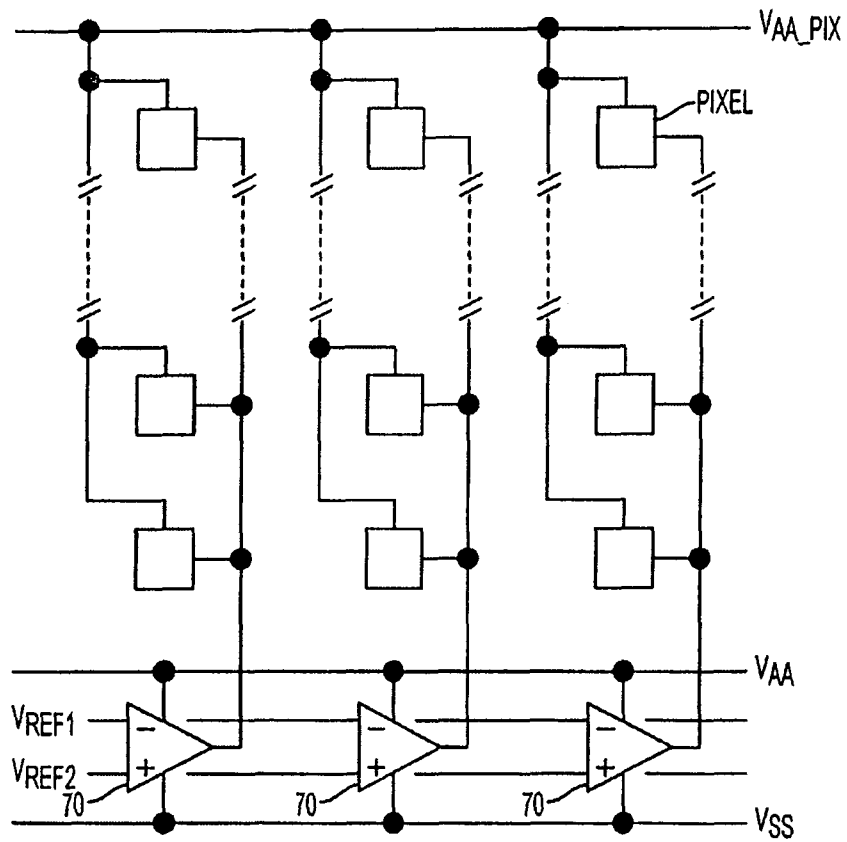 VAA_PIX
PIXEL
VAA
VREF1
−
−
−
VREF2
+
+
+
70
70
70
VSS